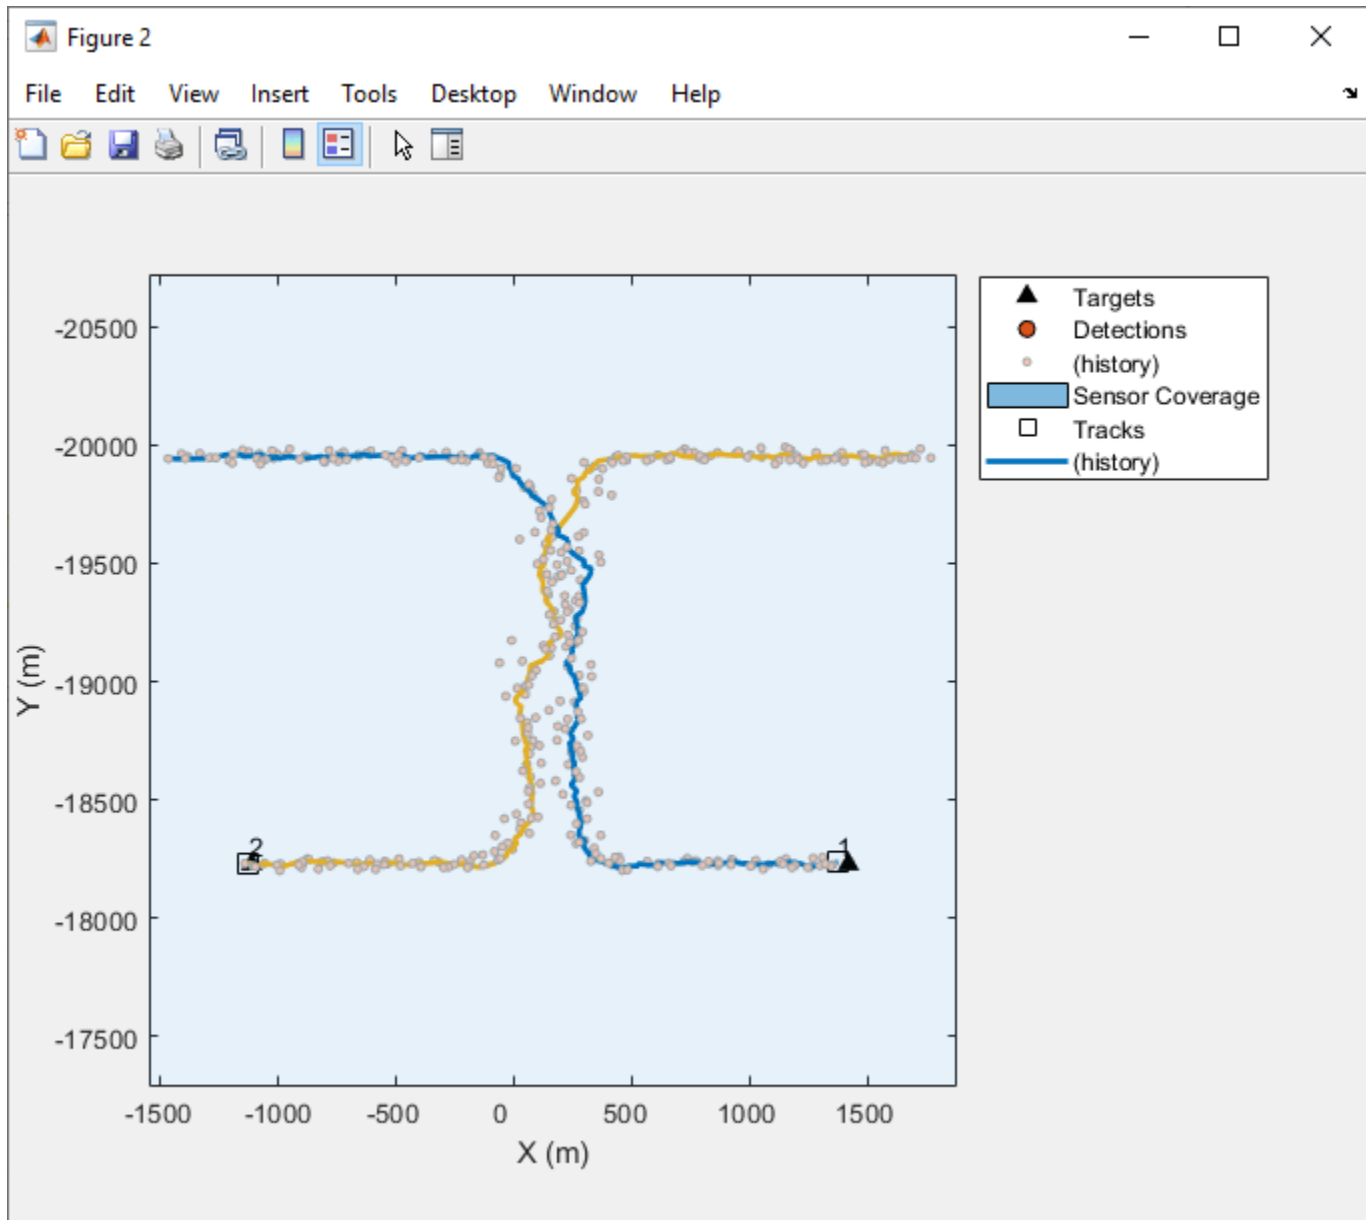 Figure 2
File Edit View Insert Tools Desktop Window Help
-20500
-20000
-19500
-19000
-18500
-18000
-17500
Y (m)
2
1
-1500 -1000 -500 0 500 1000 1500
X (m)
Targets
Detections
(history)
Sensor Coverage
Tracks
(history)